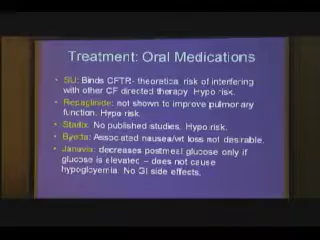 Treatment: Oral Medications
• SU: Binds CFTR- theoretical risk of interfering
with other CF directed therapy. Hypo risk.
• Repaglinide: not shown to improve pulmonary
function. Hypo risk
• Starlix: No published studies. Hypo risk.
• Byetta: Associated nausea/wt loss not desirable.
• Januvia: decreases postmeal glucose only if
glucose is elevated – does not cause
hypoglycemia. No GI side effects.